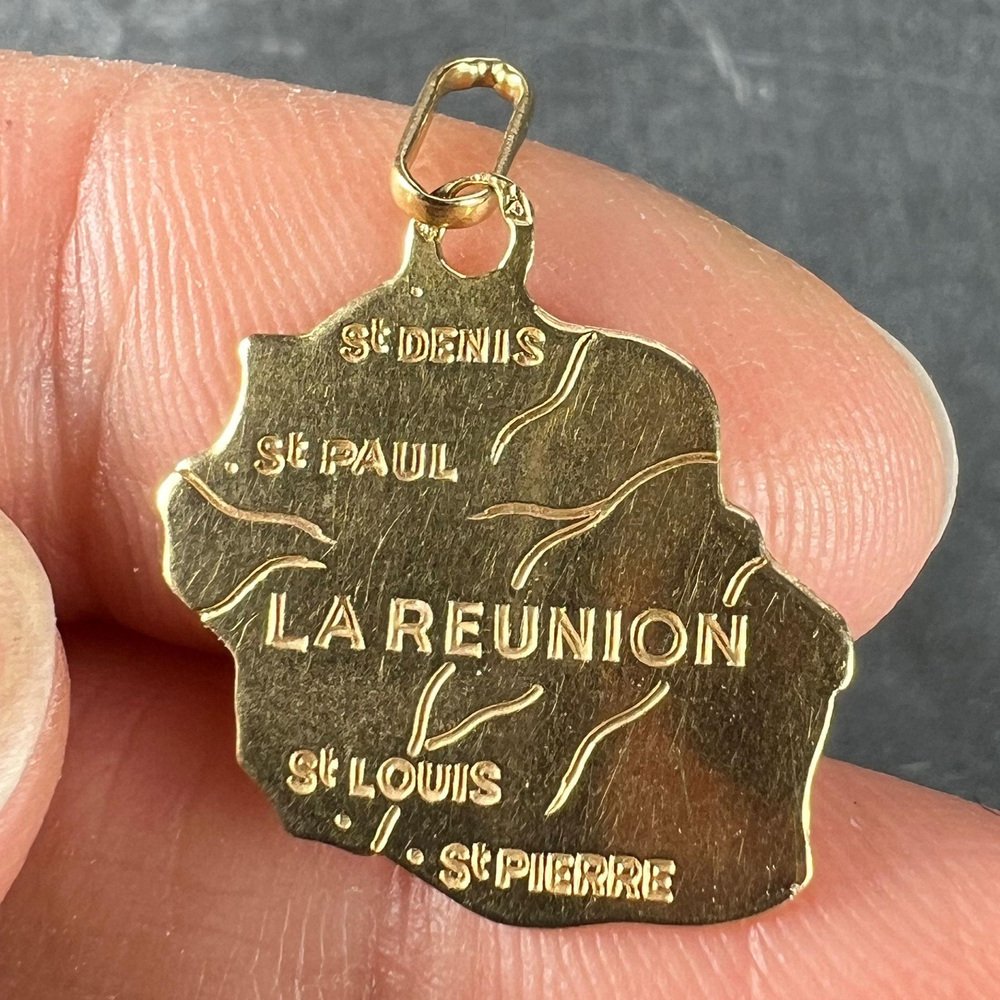 St DENIS
St PAUL
LA REUNION
St LOUIS
St PIERRE